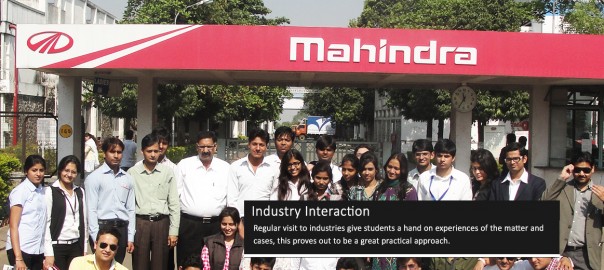 Mahindra
Industry Interaction
Regular visit to industries give students a hand on experiences of the matter and
cases, this proves out to be a great practical approach.